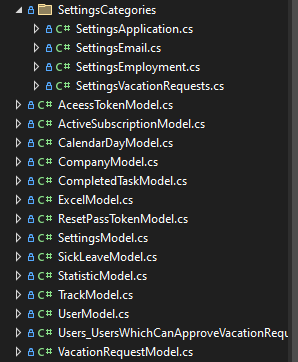 SettingsCategories
C# SettingsApplication.cs
C# SettingsEmail.cs
C# SettingsEmployment.cs
C# SettingsVacationRequests.cs
C# AceessTokenModel.cs
C# ActiveSubscriptionModel.cs
C# CalendarDayModel.cs
C# CompanyModel.cs
C# CompletedTaskModel.cs
C# ExcelModel.cs
C# ResetPassTokenModel.cs
C# SettingsModel.cs
C# SickLeaveModel.cs
C# StatisticModel.cs
C# TrackModel.cs
C# UserModel.cs
C# Users_UsersWhichCanApproveVacationRequ
C# VacationRequestModel.cs